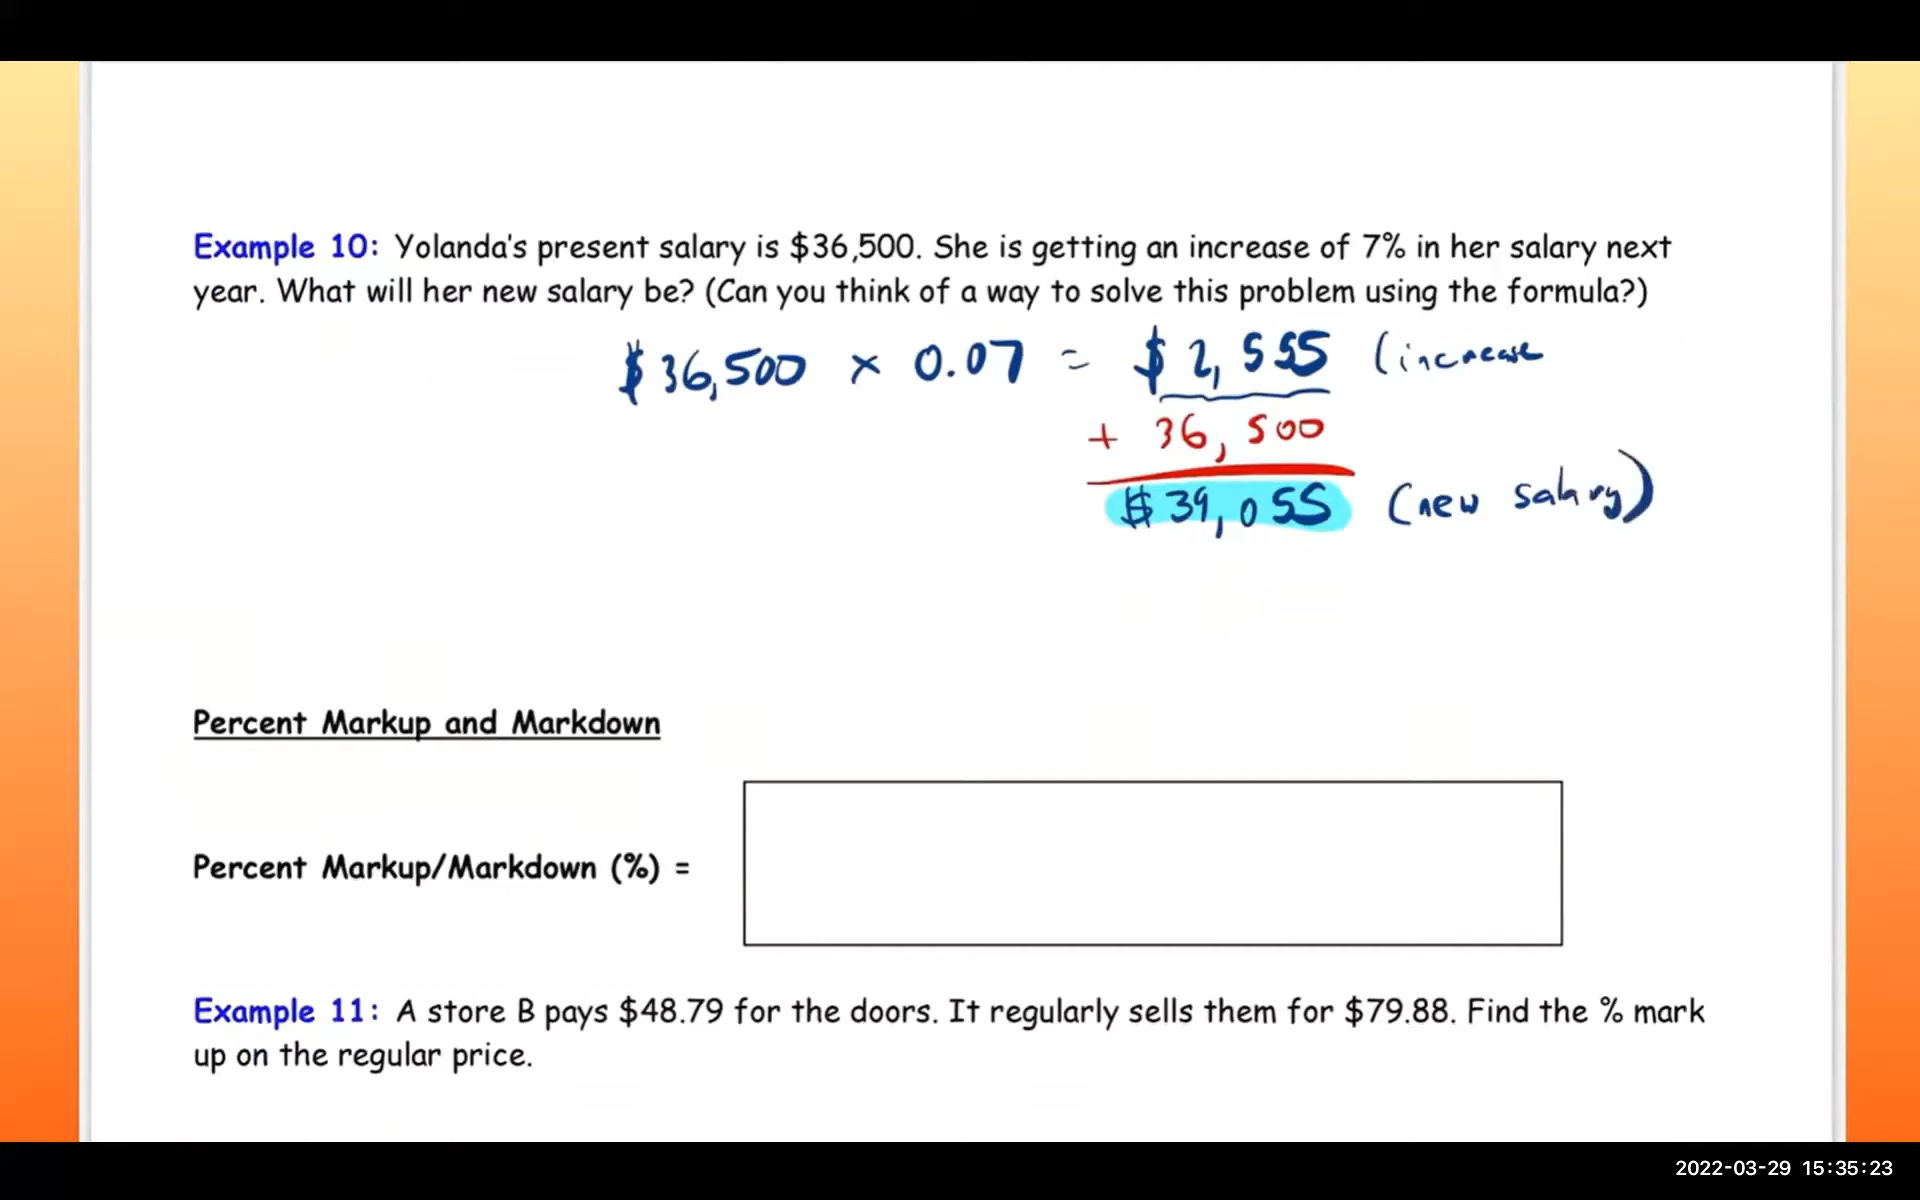 Example 10: Yolanda's present salary is $36,500. She is getting an increase of 7% in her salary next
year. What will her new salary be? (Can you think of a way to solve this problem using the formula?)
$36,500 × 0.07 = $2,555 (increase
+ 36,500
$39,055 (new salary)
Percent Markup and Markdown
Percent Markup/Markdown (%) =
Example 11: A store B pays $48.79 for the doors. It regularly sells them for $79.88. Find the % mark
up on the regular price.
2022-03-29 15:35:23